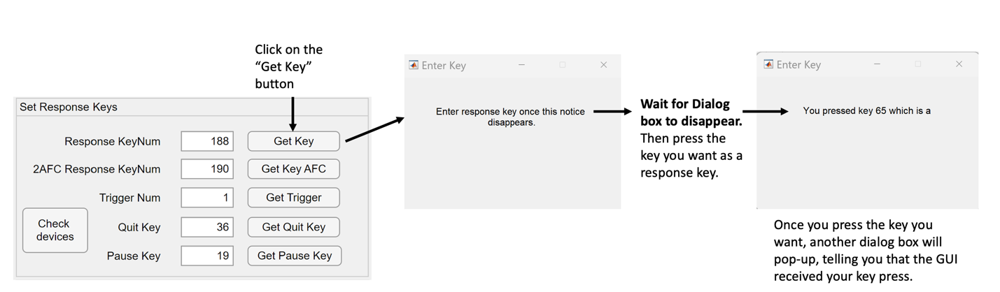 Click on the
“Get Key”
button
Set Response Keys
Response KeyNum 188 Get Key
2AFC Response KeyNum 190 Get Key AFC
Trigger Num 1 Get Trigger
Check
devices
Quit Key 36 Get Quit Key
Pause Key 19 Get Pause Key
Enter Key
Enter response key once this notice
disappears.
Wait for Dialog
box to disappear.
Then press the
key you want as a
response key.
Enter Key
You pressed key 65 which is a
Once you press the key you
want, another dialog box will
pop-up, telling you that the GUI
received your key press.